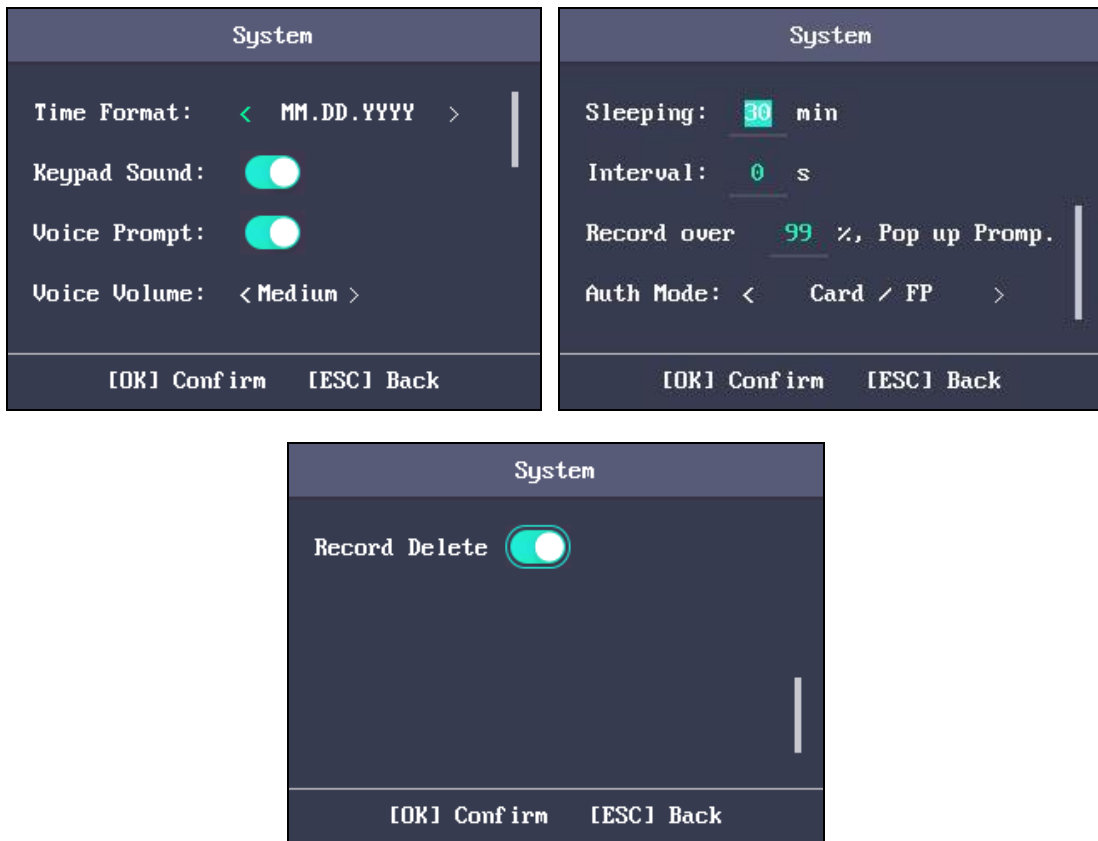 System
Time Format: < MM.DD.YYYY >
Keypad Sound:
Voice Prompt:
Voice Volume: < Medium >
[OK] Confirm [ESC] Back
System
Sleeping: 30 min
Interval: 0 s
Record over 99 %, Pop up Promp.
Auth Mode: < Card / FP >
[OK] Confirm [ESC] Back
System
Record Delete
[OK] Confirm [ESC] Back